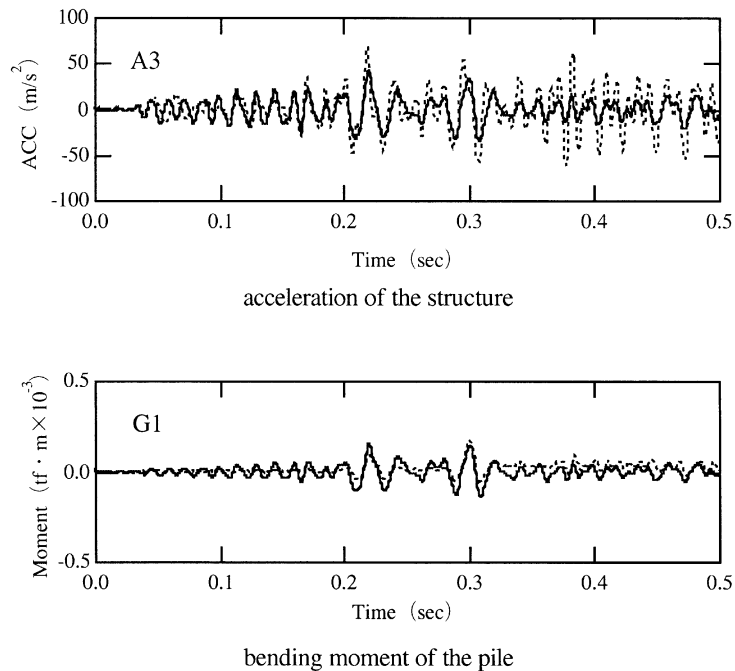 100
50
0
-50
-100
A3
ACC (m/s²)
0.0 0.1 0.2 0.3 0.4 0.5
Time (sec)
acceleration of the structure
0.5
0.0
-0.5
G1
Moment (tf · m×10⁻³)
0.0 0.1 0.2 0.3 0.4 0.5
Time (sec)
bending moment of the pile